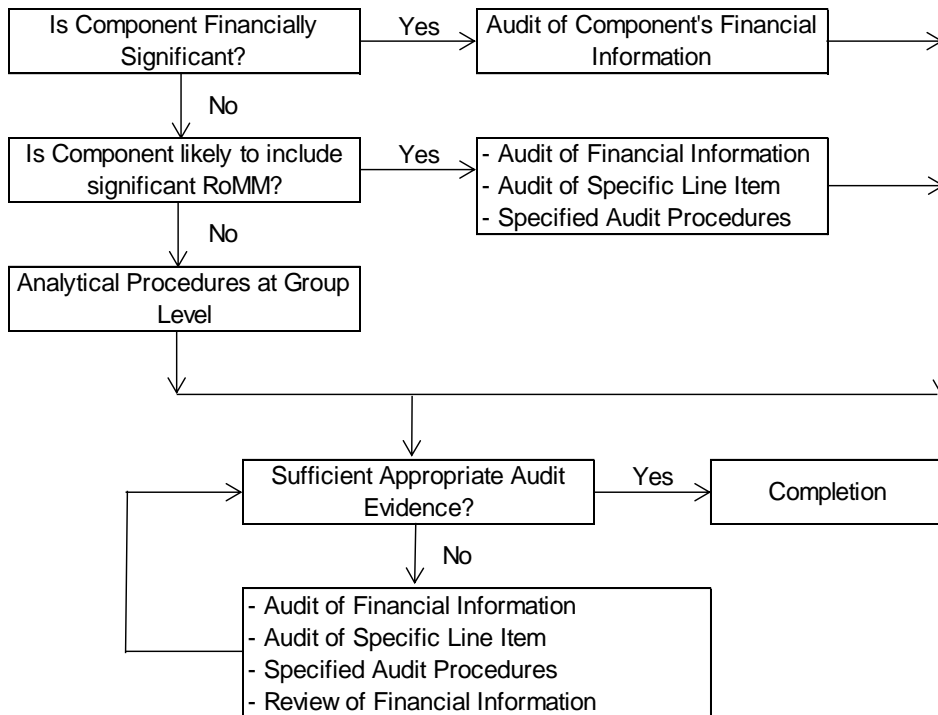 Is Component Financially
Significant?
Yes
Audit of Component's Financial
Information
No
Is Component likely to include
significant RoMM?
Yes
- Audit of Financial Information
- Audit of Specific Line Item
- Specified Audit Procedures
No
Analytical Procedures at Group
Level
Sufficient Appropriate Audit
Evidence?
Yes
Completion
No
- Audit of Financial Information
- Audit of Specific Line Item
- Specified Audit Procedures
- Review of Financial Information